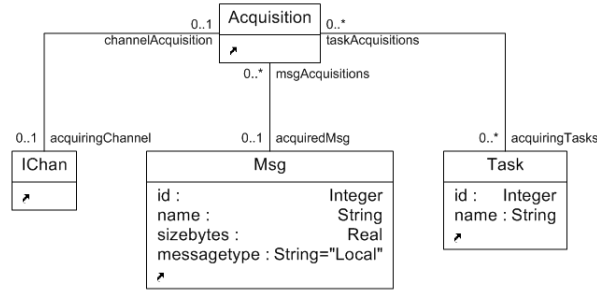 Acquisition
0..1
0..*
channelAcquisition
taskAcquisitions
0..* msgAcquisitions
0..1 acquiringChannel
0..1 acquiredMsg
0..* acquiringTasks
IChan
Msg
Task
id : Integer
name : String
sizebytes : Real
messagetype : String="Local"
id : Integer
name : String